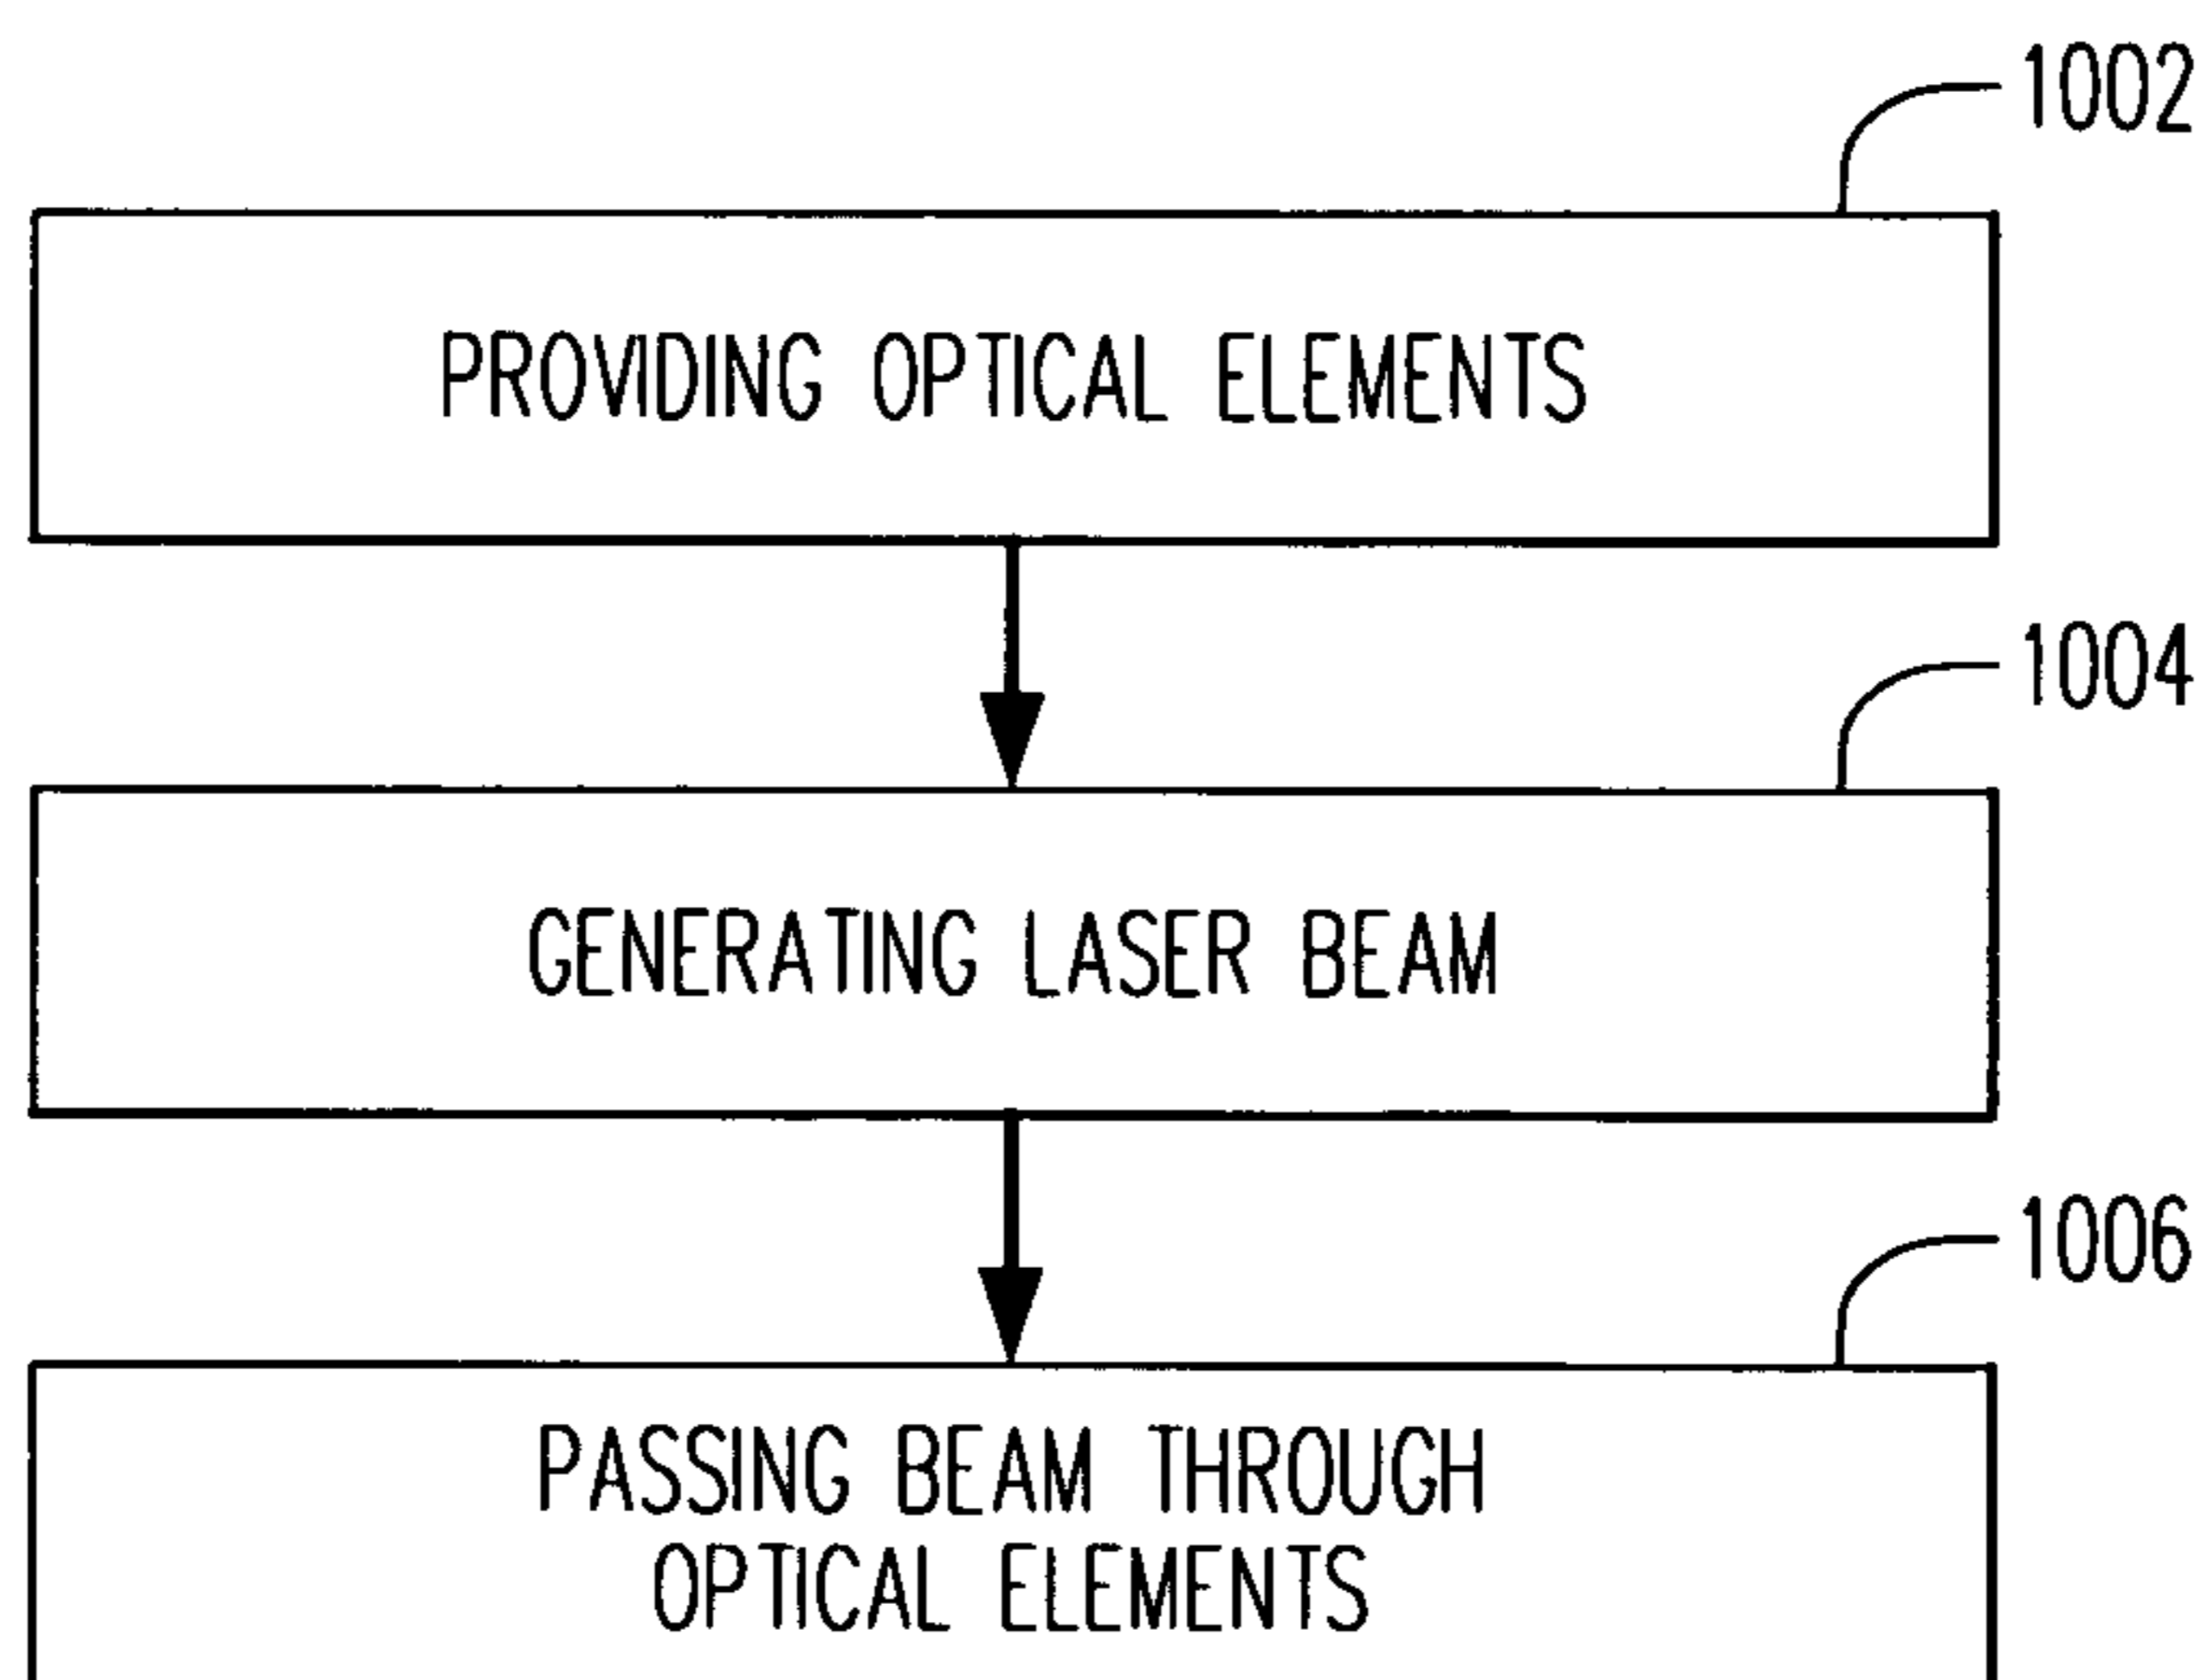 1002
PROVIDING OPTICAL ELEMENTS
1004
GENERATING LASER BEAM
1006
PASSING BEAM THROUGH
OPTICAL ELEMENTS